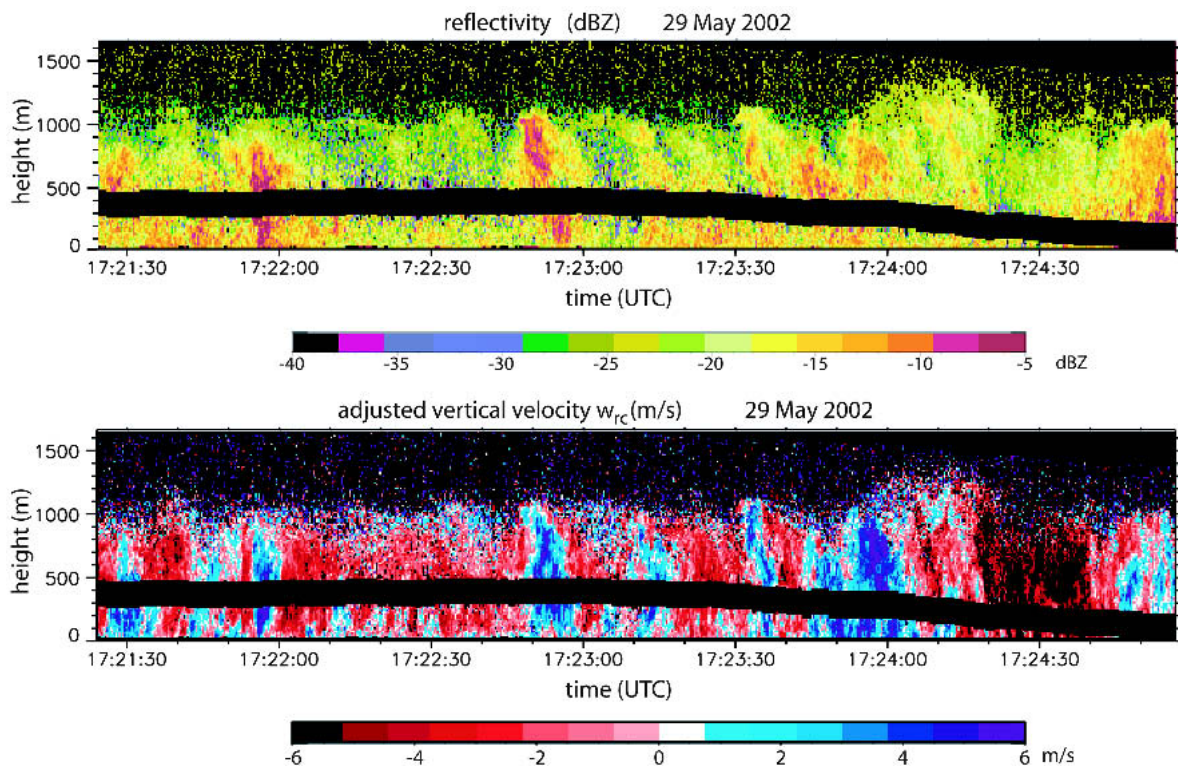 reflectivity (dBZ) 29 May 2002
height (m)
1500
1000
500
0
17:21:30 17:22:00 17:22:30 17:23:00 17:23:30 17:24:00 17:24:30
time (UTC)
-40 -35 -30 -25 -20 -15 -10 -5 dBZ
adjusted vertical velocity w_rc (m/s) 29 May 2002
height (m)
1500
1000
500
0
17:21:30 17:22:00 17:22:30 17:23:00 17:23:30 17:24:00 17:24:30
time (UTC)
-6 -4 -2 0 2 4 6 m/s